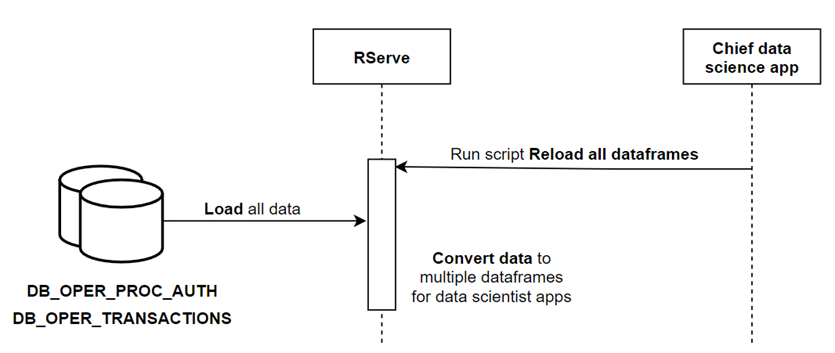 RServe
Chief data
science app
Run script Reload all dataframes
Load all data
Convert data to
multiple dataframes
for data scientist apps
DB_OPER_PROC_AUTH
DB_OPER_TRANSACTIONS